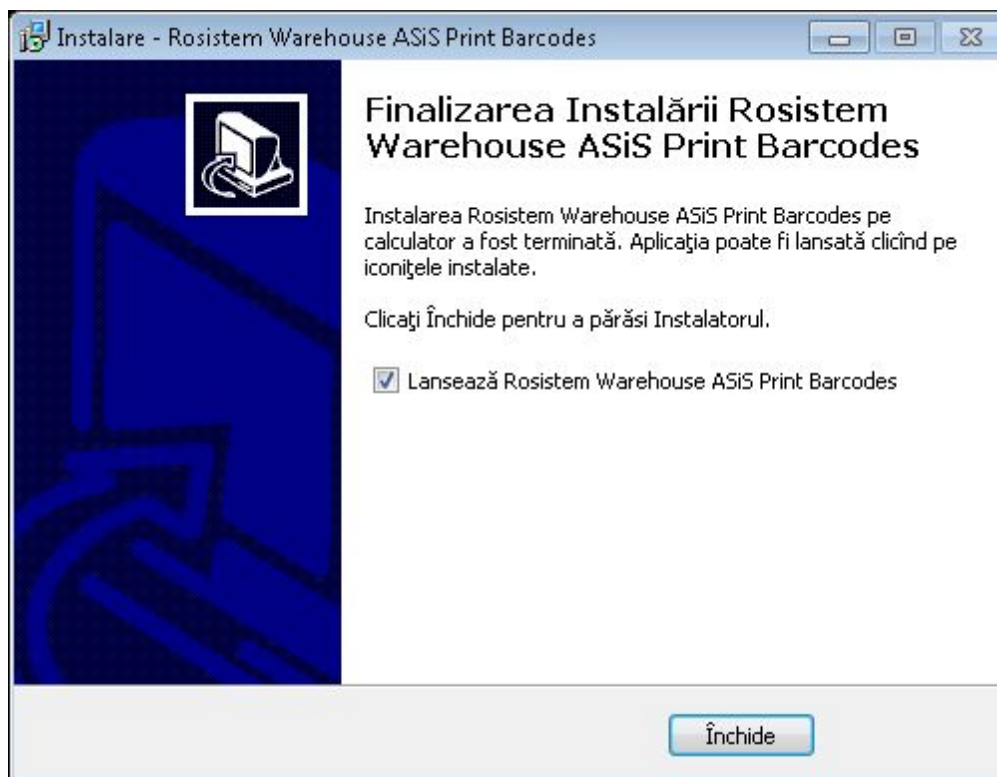 Instalare - Rosistem Warehouse ASiS Print Barcodes
Finalizarea Instalării Rosistem
Warehouse ASiS Print Barcodes
Instalarea Rosistem Warehouse ASiS Print Barcodes pe
calculator a fost terminată. Aplicaţia poate fi lansată clicînd pe
iconiţele instalate.
Clicaţi Închide pentru a părăsi Instalatorul.
Lansează Rosistem Warehouse ASiS Print Barcodes
Închide